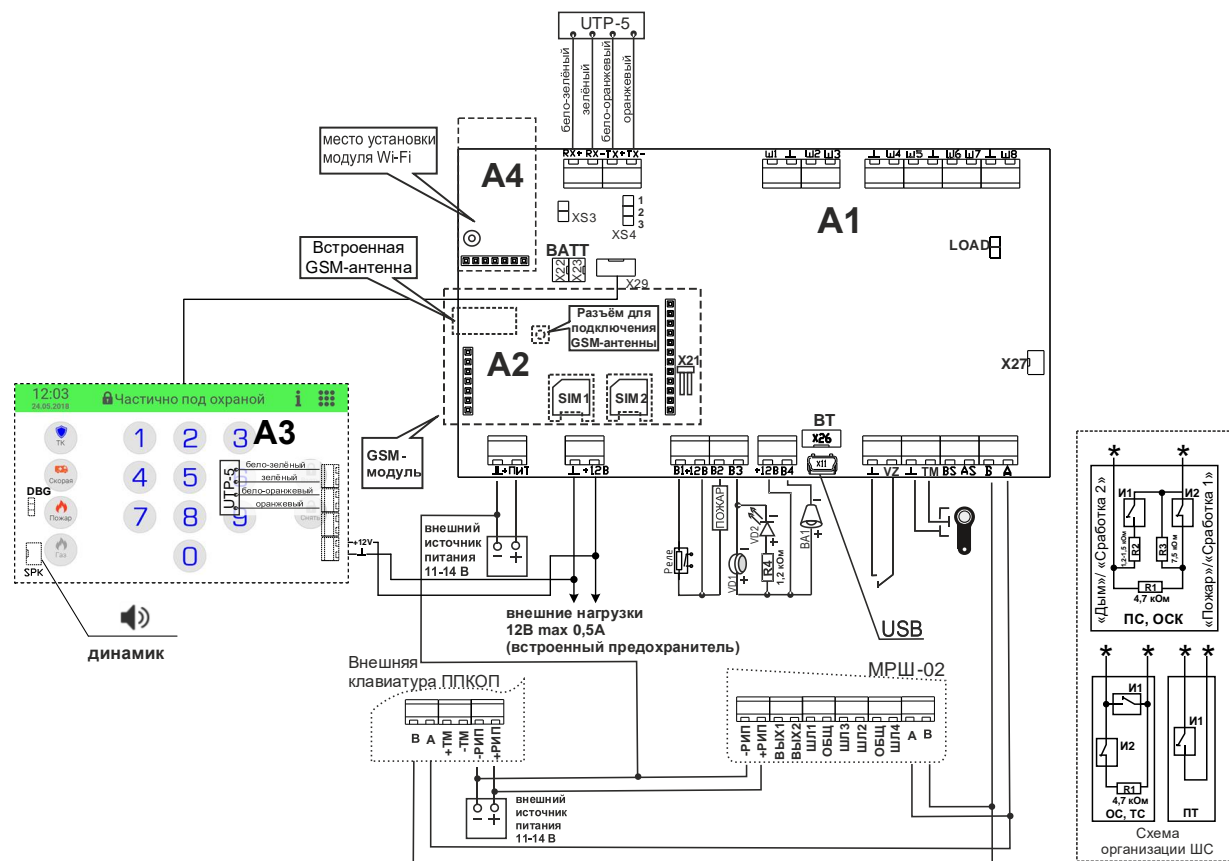 UTP-5
бело-зелёный
зелёный
бело-оранжевый
оранжевый
место установки
модуля Wi-Fi
A4
RX+ RX- TX+ TX-
Ш1 ⊥ Ш2 Ш3
⊥ Ш4 Ш5 ⊥ Ш6 Ш7 ⊥ Ш8
XS3
1
2
3
XS4
A1
LOAD
Встроенная
GSM-антенна
BATT
X22
X23
X29
Разъём для
подключения
GSM-антенны
A2
X21
X27
SIM1
SIM2
GSM-
модуль
BT
X26
X11
⊥ +ПИТ
⊥ +12В
В1 +12В В2 В3
+12В В4
⊥ VZ ⊥ TM BS AS B A
12:03
24.05.2018
Частично под охраной
i
A3
ТК
Скорая
Пожар
Газ
1 2 3
4 5
7 8 9
0
Снять
DBG
SPK
UTP-5
бело-зелёный
зелёный
бело-оранжевый
оранжевый
+12V
⊥
динамик
внешний
источник
питания
11-14 В
- +
внешние нагрузки
12В max 0,5А
(встроенный предохранитель)
Реле
ПОЖАР
VD1
+
VD2
R4
1,2 кОм
BA1
-
+
USB
Внешняя
клавиатура ППКОП
B
A
+TM
-TM
-РИП
+РИП
внешний
источник
питания
11-14 В
- +
МРШ-02
-РИП
+РИП
ВЫХ1
ВЫХ2
ШЛ1
ОБЩ
ШЛ3
ШЛ2
ОБЩ
ШЛ4
A
B
* *
«Дым»/ «Сработка 2»
«Пожар»/«Сработка 1»
И1
И2
R2
1,2-1,5 кОм
R3
7,5 кОм
R1
4,7 кОм
ПС, ОСК
* * * *
И1
И2
R1
4,7 кОм
ОС, ТС
И1
ПТ
Схема
организации ШС